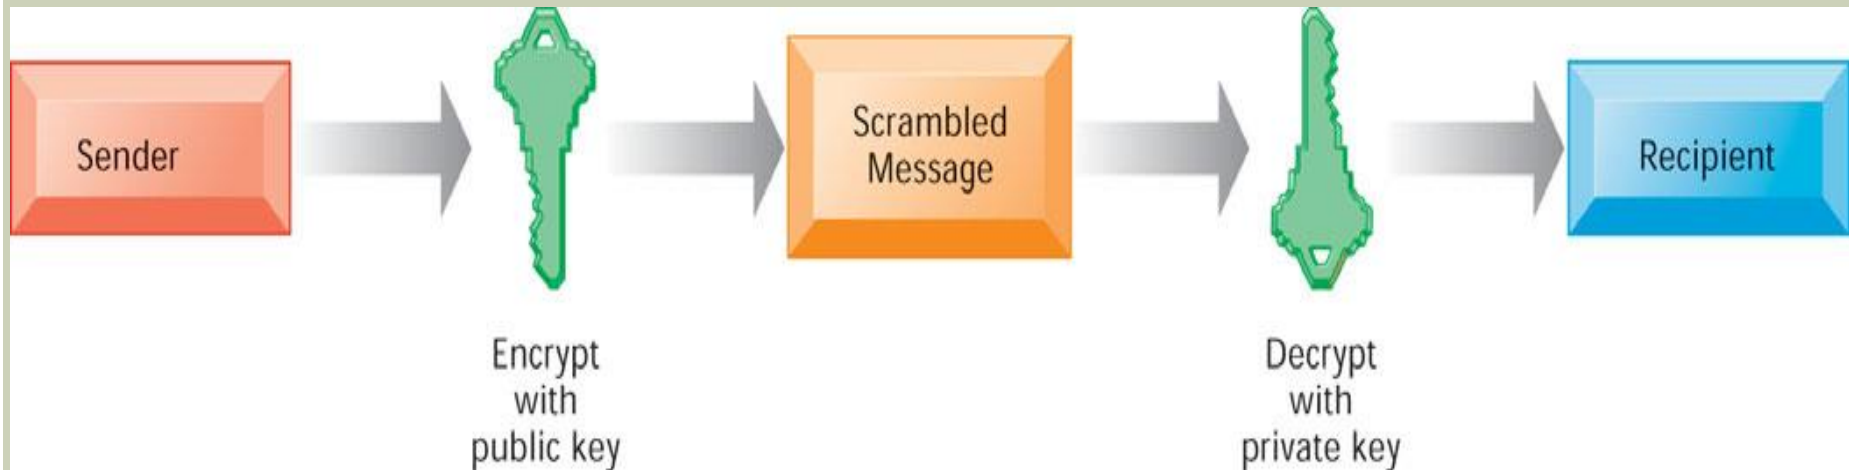 Sender
Encrypt
with
public key
Scrambled
Message
Decrypt
with
private key
Recipient